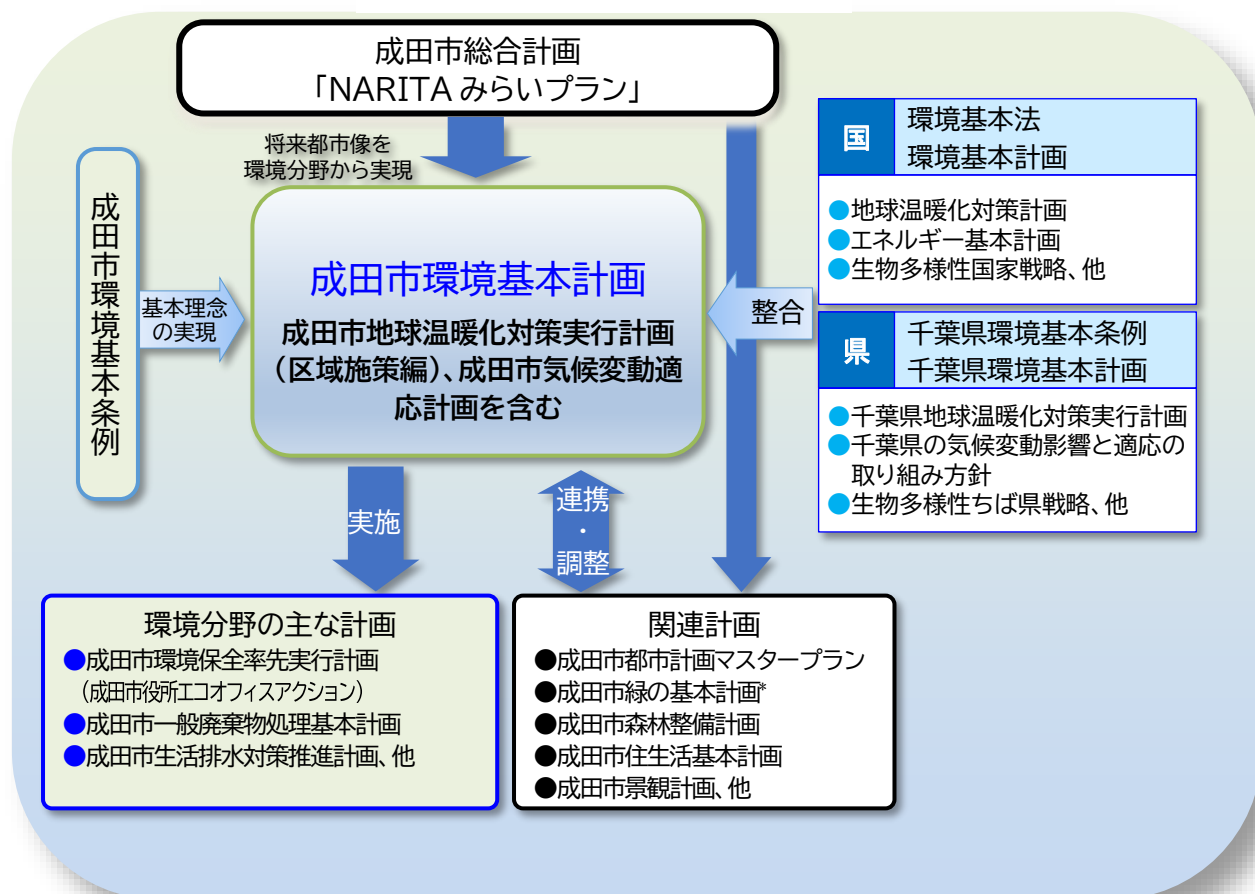 成田市総合計画
「NARITAみらいプラン」
将来都市像を
環境分野から実現
成田市環境基本条例
基本理念
の実現
成田市環境基本計画
成田市地球温暖化対策実行計画
（区域施策編）、成田市気候変動適
応計画を含む
整合
国
環境基本法
環境基本計画
●地球温暖化対策計画
●エネルギー基本計画
●生物多様性国家戦略、他
県
千葉県環境基本条例
千葉県環境基本計画
●千葉県地球温暖化対策実行計画
●千葉県の気候変動影響と適応の
取り組み方針
●生物多様性ちば県戦略、他
実施
連携
・
調整
環境分野の主な計画
●成田市環境保全率先実行計画
（成田市役所エコオフィスアクション）
●成田市一般廃棄物処理基本計画
●成田市生活排水対策推進計画、他
関連計画
●成田市都市計画マスタープラン
●成田市緑の基本計画*
●成田市森林整備計画
●成田市住生活基本計画
●成田市景観計画、他